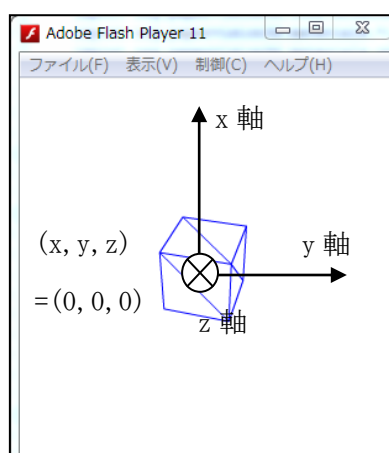 Adobe Flash Player 11
ファイル(F) 表示(V) 制御(C) ヘルプ(H)
x 軸
(x, y, z)
y 軸
=(0, 0, 0)
z 軸